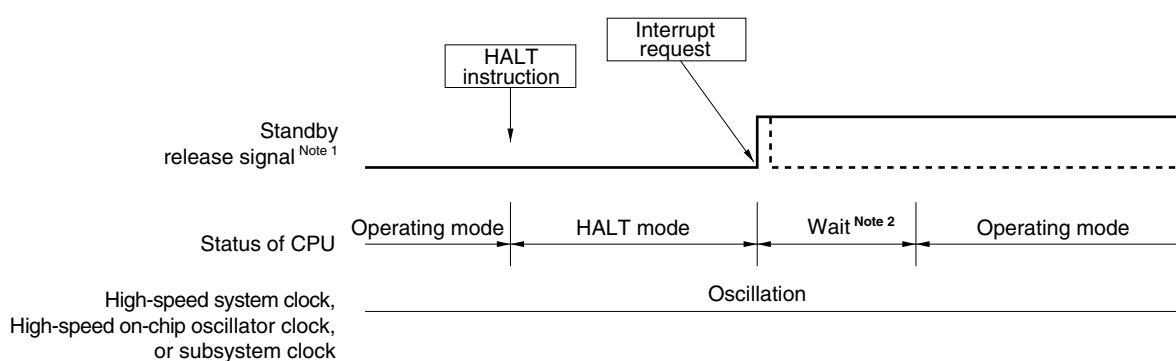 Interrupt
request
HALT
instruction
Standby
release signal Note 1
Status of CPU
Operating mode
HALT mode
Wait Note 2
Operating mode
High-speed system clock,
High-speed on-chip oscillator clock,
or subsystem clock
Oscillation